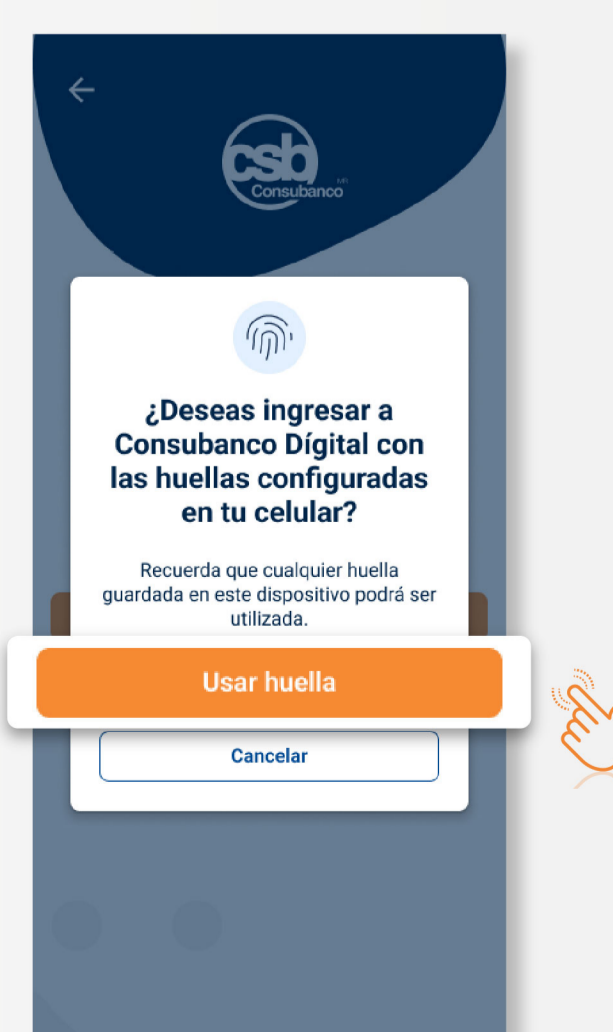 csb
MR
Consubanco
¿Deseas ingresar a
Consubanco Dígital con
las huellas configuradas
en tu celular?
Recuerda que cualquier huella
guardada en este dispositivo podrá ser
utilizada.
Usar huella
Cancelar